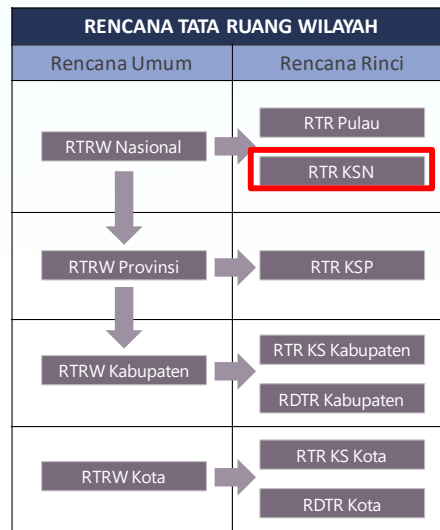 RENCANA TATA RUANG WILAYAH
Rencana Umum
Rencana Rinci
RTRW Nasional
RTR Pulau
RTR KSN
RTRW Provinsi
RTR KSP
RTRW Kabupaten
RTR KS Kabupaten
RDTR Kabupaten
RTRW Kota
RTR KS Kota
RDTR Kota